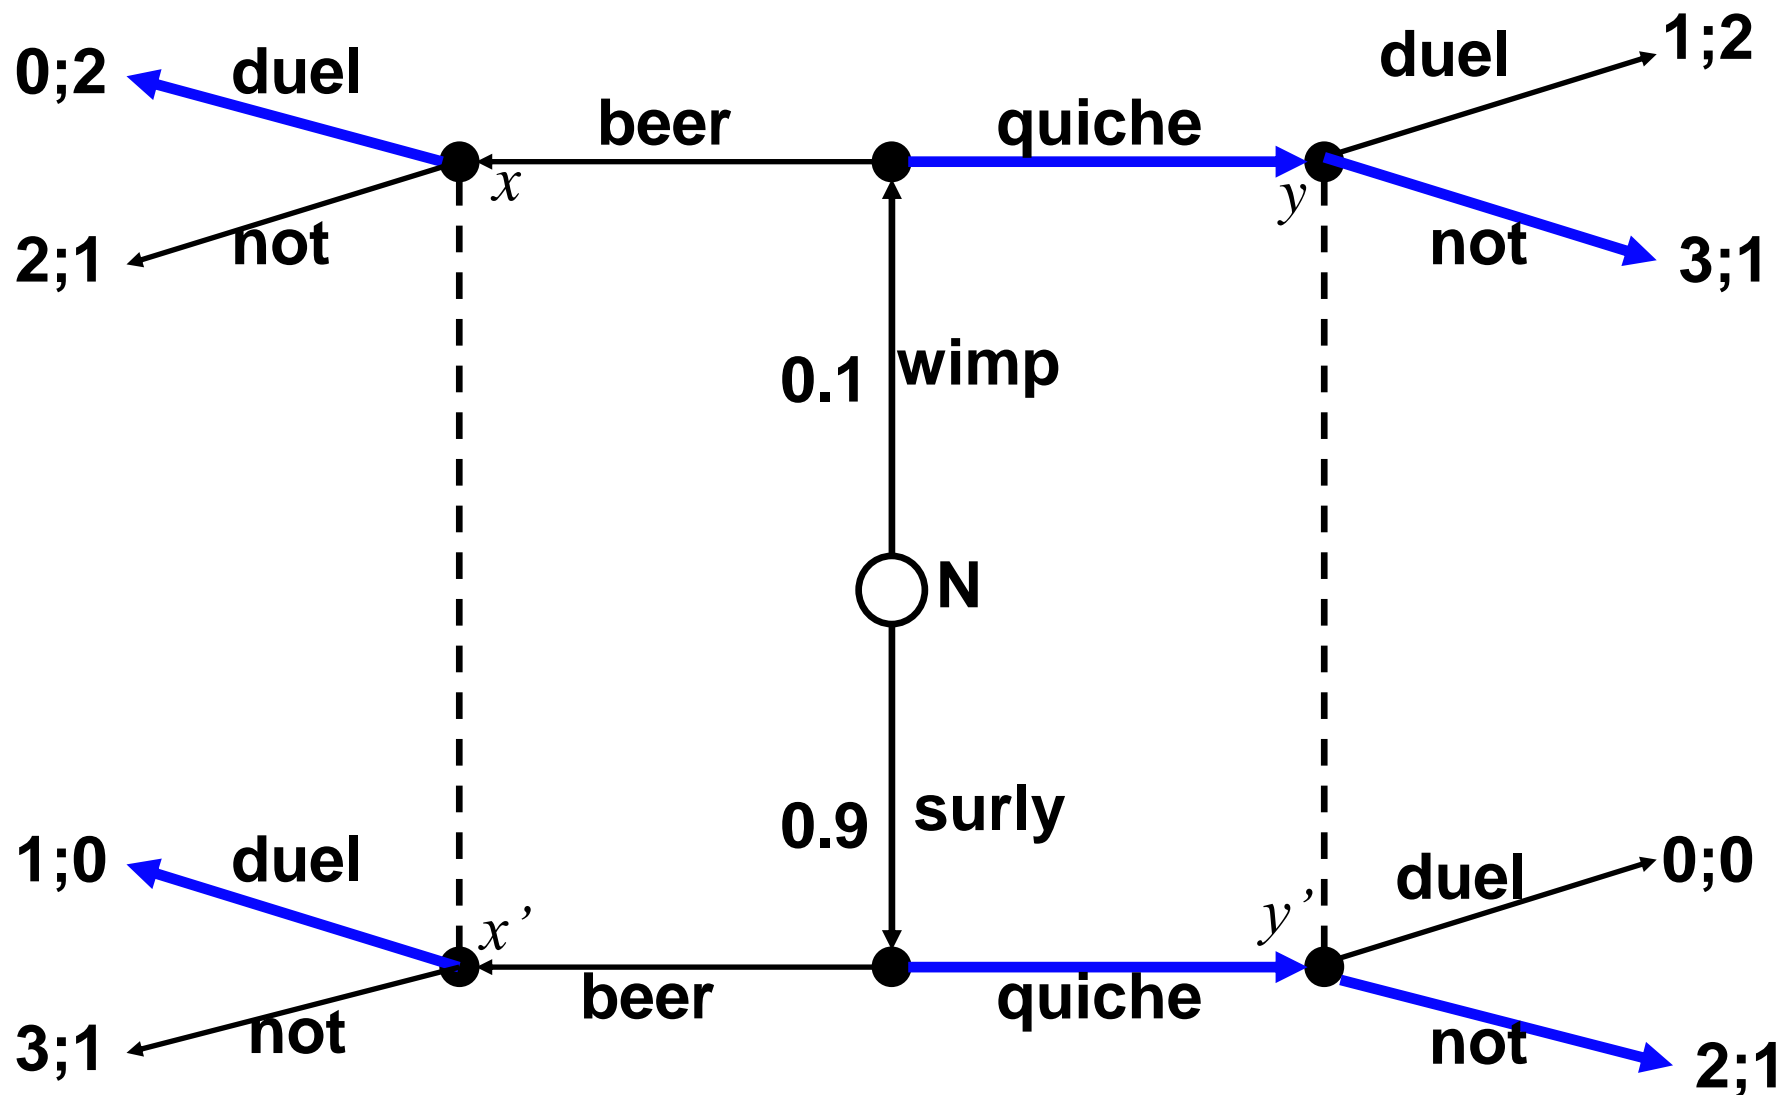 1;2
duel
0;2
duel
beer
quiche
x
y
2;1
not
not
3;1
wimp
0.1
N
surly
0.9
1;0
duel
duel
0;0
x’
y’
3;1
not
beer
quiche
not
2;1